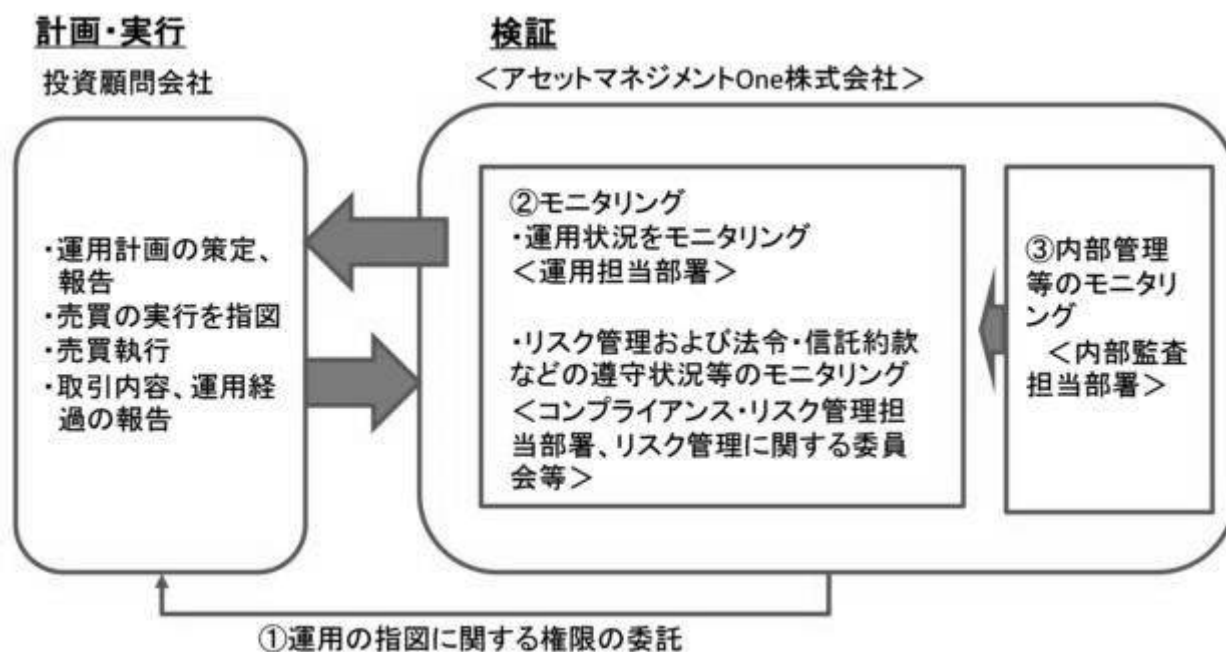 計画・実行
投資顧問会社
・運用計画の策定、
報告
・売買の実行を指図
・売買執行
・取引内容、運用経
過の報告
検証
＜アセットマネジメントOne株式会社＞
②モニタリング
・運用状況をモニタリング
＜運用担当部署＞
・リスク管理および法令・信託約款
などの遵守状況等のモニタリング
＜コンプライアンス・リスク管理担
当部署、リスク管理に関する委員
会等＞
③内部管理
等のモニタリ
ング
＜内部監査
担当部署＞
①運用の指図に関する権限の委託